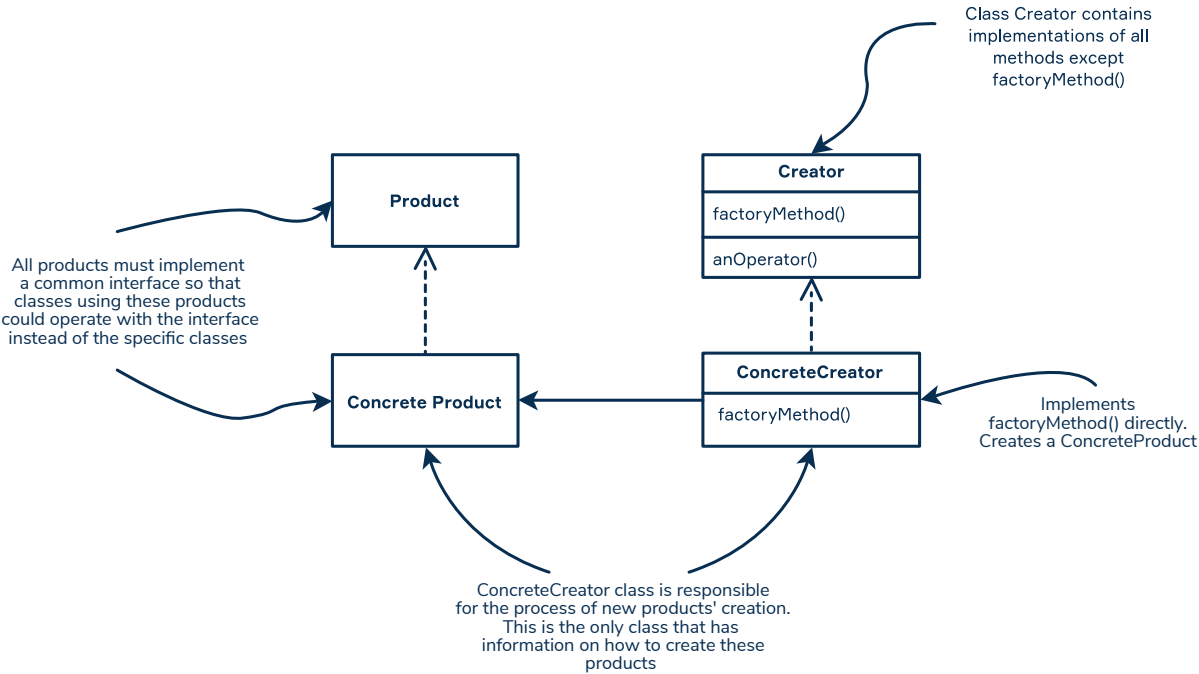 Class Creator contains
implementations of all
methods except
factoryMethod()
Product
Creator
factoryMethod()
anOperator()
All products must implement
a common interface so that
classes using these products
could operate with the interface
instead of the specific classes
Concrete Product
ConcreteCreator
factoryMethod()
Implements
factoryMethod() directly.
Creates a ConcreteProduct
ConcreteCreator class is responsible
for the process of new products' creation.
This is the only class that has
information on how to create these
products